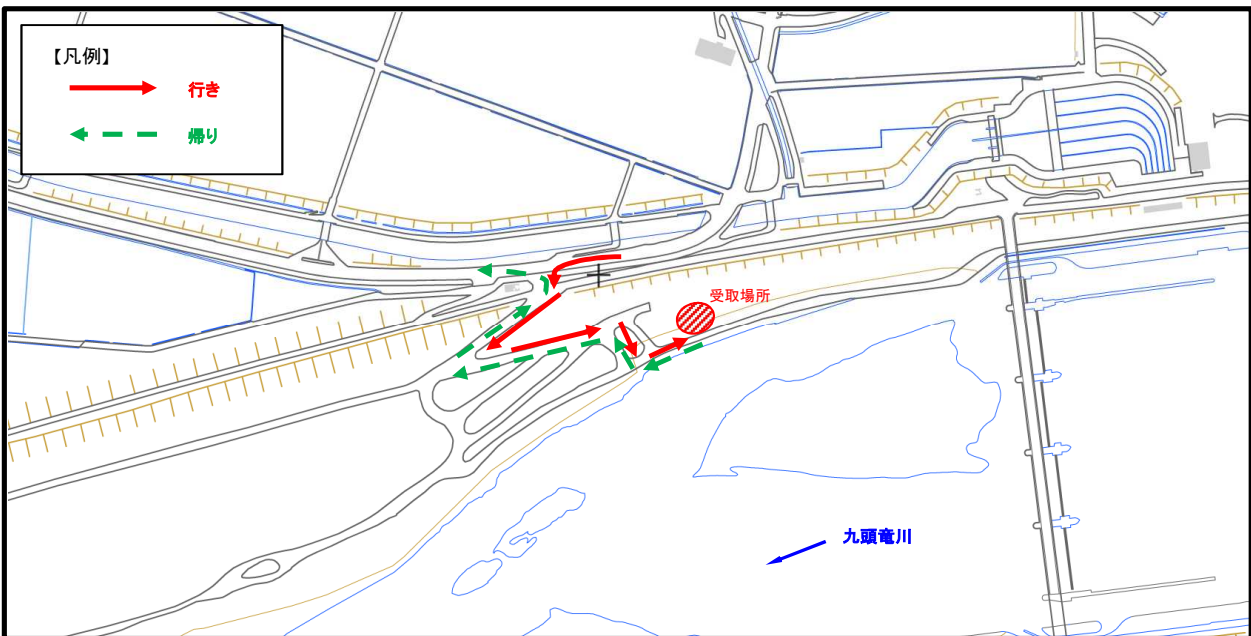 【凡例】
行き
帰り
受取場所
九頭竜川